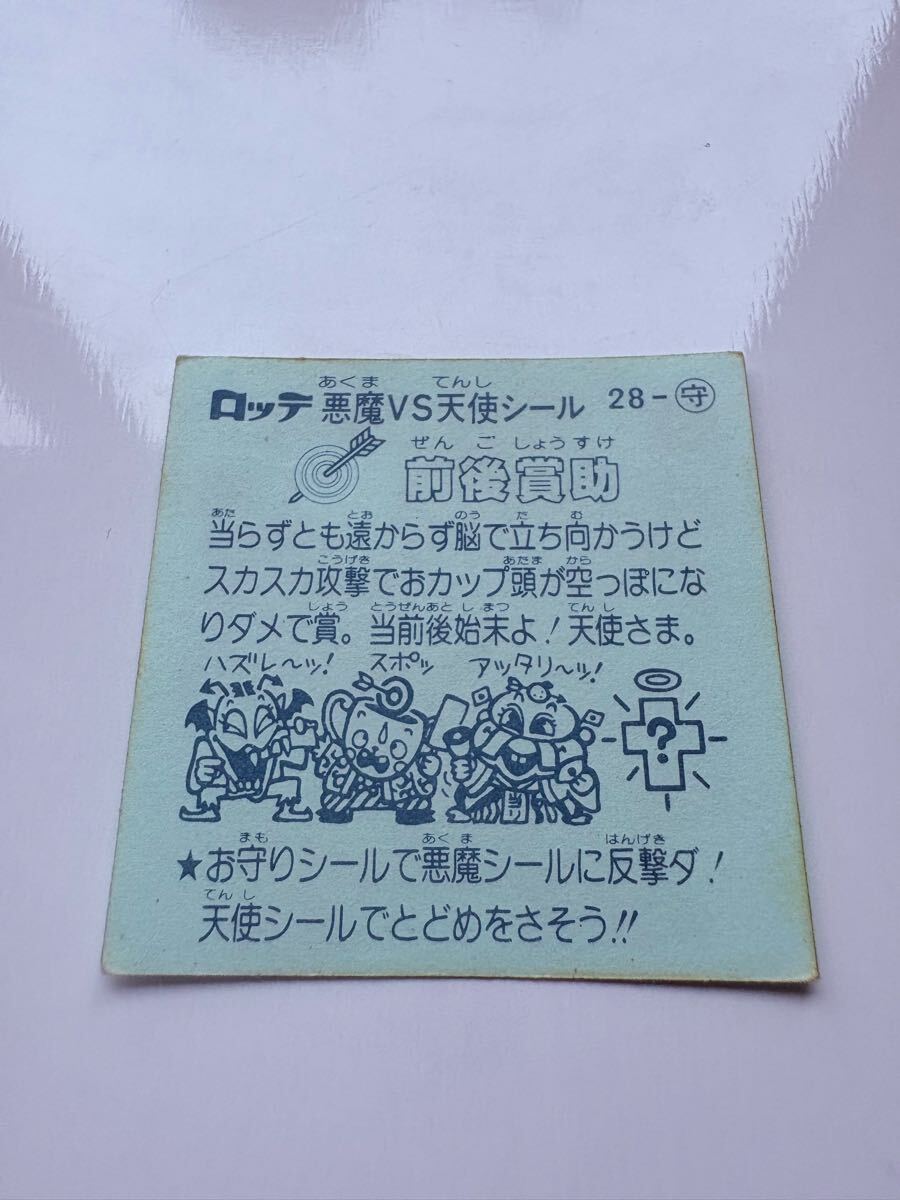 ロッテ 悪魔VS天使シール 28-守
あくま てんし
ぜんごしょうすけ
前後賞助
あた とお のう た む
当らずとも遠からず脳で立ち向かうけど
こうげき あたま から
スカスカ攻撃でおカップ頭が空っぽにな
しょう とうぜんあとしまつ てんし
りダメで賞。当前後始末よ!天使さま。
ハズレ〜ッ! スポッ アッタリ〜ッ!
当り
?
まも あくま はんげき
★お守りシールで悪魔シールに反撃ダ!
てんし
天使シールでとどめをさそう!!